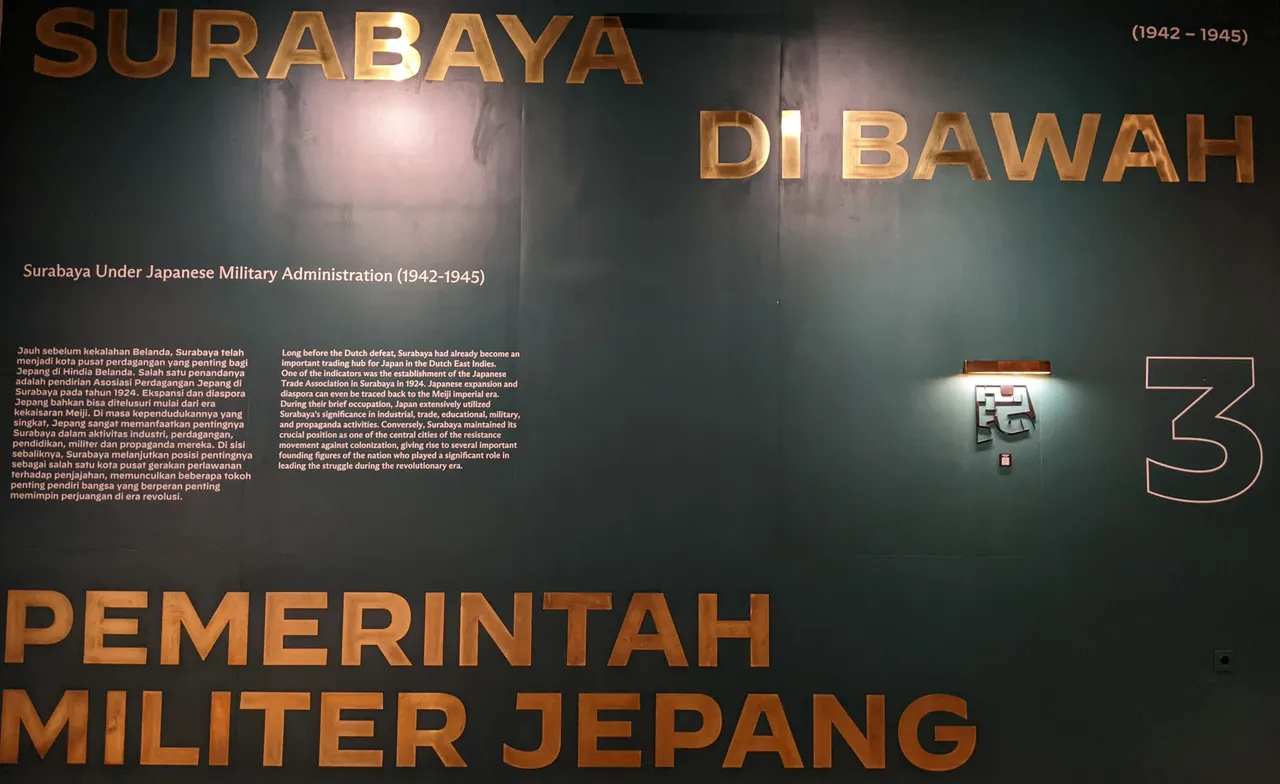 SURABAYA
(1942 – 1945)
DI BAWAH
Surabaya Under Japanese Military Administration (1942-1945)
Jauh sebelum kekalahan Belanda, Surabaya telah
menjadi kota pusat perdagangan yang penting bagi
Jepang di Hindia Belanda. Salah satu penandanya
adalah pendirian Asosiasi Perdagangan Jepang di
Surabaya pada tahun 1924. Ekspansi dan diaspora
Jepang bahkan bisa ditelusuri mulai dari era
kekaisaran Meiji. Di masa kependudukannya yang
singkat, Jepang sangat memanfaatkan pentingnya
Surabaya dalam aktivitas industri, perdagangan,
pendidikan, militer dan propaganda mereka. Di sisi
sebaliknya, Surabaya melanjutkan posisi pentingnya
sebagai salah satu kota pusat gerakan perlawanan
terhadap penjajahan, memunculkan beberapa tokoh
penting pendiri bangsa yang berperan penting
memimpin perjuangan di era revolusi.
Long before the Dutch defeat, Surabaya had already become an
important trading hub for Japan in the Dutch East Indies.
One of the indicators was the establishment of the Japanese
Trade Association in Surabaya in 1924. Japanese expansion and
diaspora can even be traced back to the Meiji imperial era.
During their brief occupation, Japan extensively utilized
Surabaya's significance in industrial, trade, educational, military,
and propaganda activities. Conversely, Surabaya maintained its
crucial position as one of the central cities of the resistance
movement against colonization, giving rise to several important
founding figures of the nation who played a significant role in
leading the struggle during the revolutionary era.
3
PEMERINTAH
MILITER JEPANG